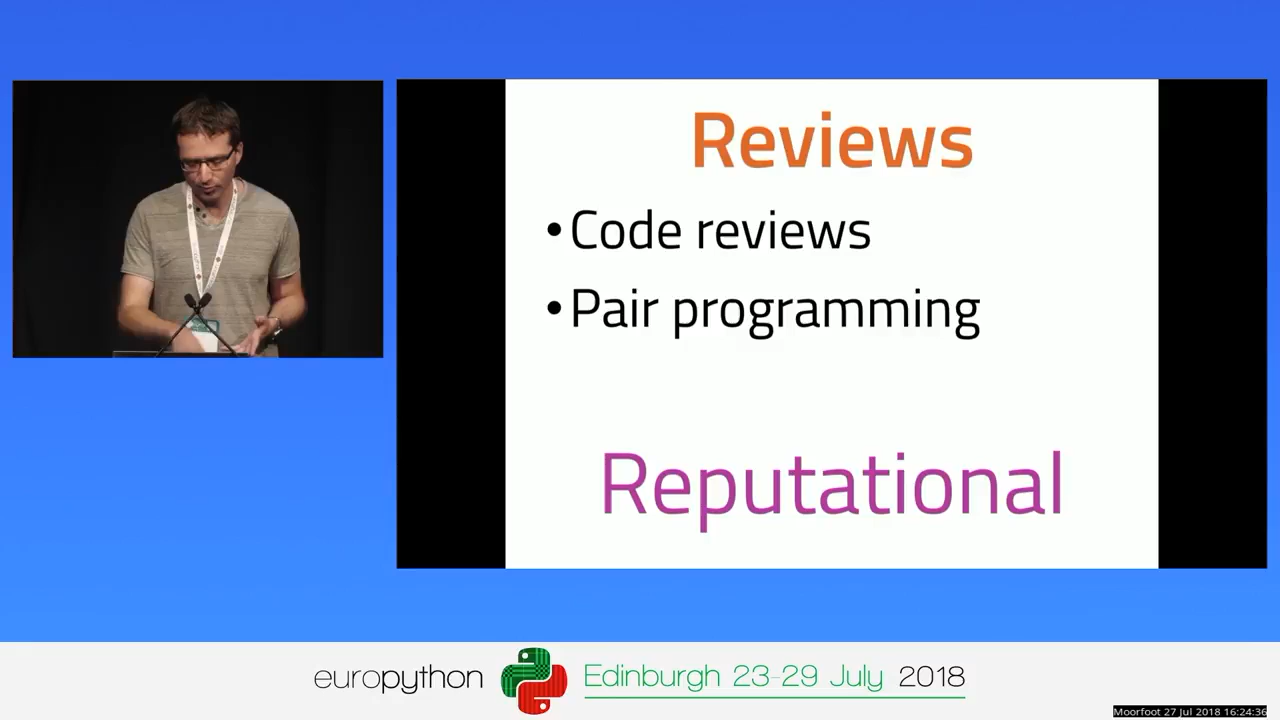 Reviews
• Code reviews
• Pair programming
Reputational
europython Edinburgh 23-29 July 2018
Moorfoot 27 Jul 2018 16:24:36